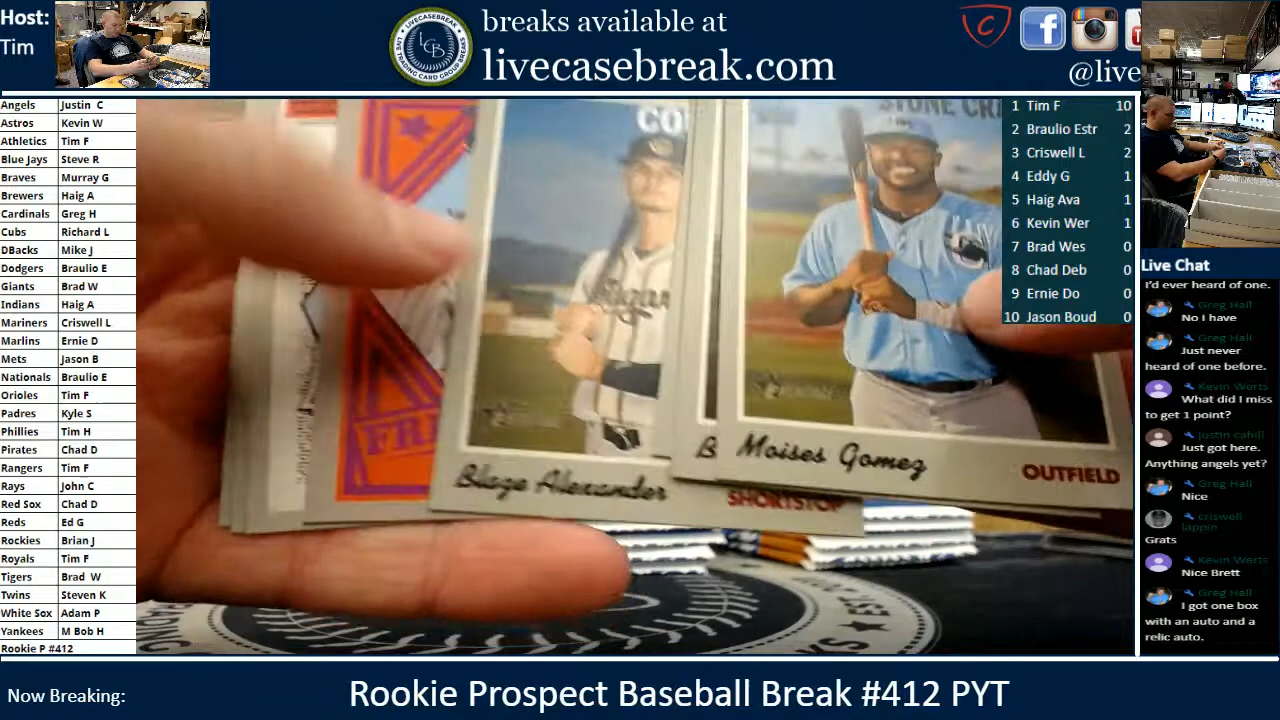 Host:
Tim
LCB
breaks available at
livecasebreak.com
@live
Angels Justin C
Astros Kevin W
Athletics Tim F
Blue Jays Steve R
Braves Murray G
Brewers Haig A
Cardinals Greg H
Cubs Richard L
DBacks Mike J
Dodgers Braulio E
Giants Brad W
Indians Haig A
Mariners Criswell L
Marlins Ernie D
Mets Jason B
Nationals Braulio E
Orioles Tim F
Padres Kyle S
Phillies Tim H
Pirates Chad D
Rangers Tim F
Rays John C
Red Sox Chad D
Reds Ed G
Rockies Brian J
Royals Tim F
Tigers Brad W
Twins Steven K
White Sox Adam P
Yankees M Bob H
Rookie P #412
STONE CR
CO
FRI
Blaze Alexander
SHORTSTOP
B
Moises Gomez
OUTFIELD
1 Tim F 10
2 Braulio Estr 2
3 Criswell L 2
4 Eddy G 1
5 Haig Ava 1
6 Kevin Wer 1
7 Brad Wes 0
8 Chad Deb 0
9 Ernie Do 0
10 Jason Boud 0
Live Chat
I'd ever heard of one.
Greg Hall
No I have
Greg Hall
Just never
heard of one before.
Kevin Werts
What did I miss
to get 1 point?
justin cahill
Just got here.
Anything angels yet?
Greg Hall
Nice
criswell
lappin
Grats
Kevin Werts
Nice Brett
Greg Hall
I got one box
with an auto and a
relic auto.
Now Breaking:
Rookie Prospect Baseball Break #412 PYT